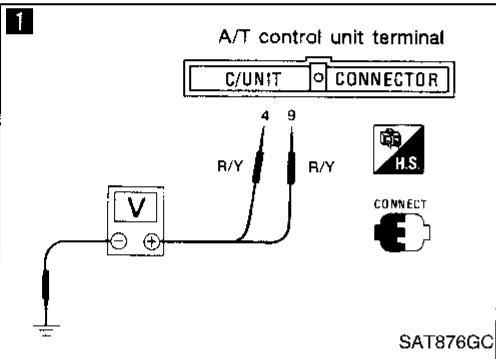 1
A/T control unit terminal
C/UNIT CONNECTOR
4 9
R/Y R/Y
H.S.
V
CONNECT
SAT876GC